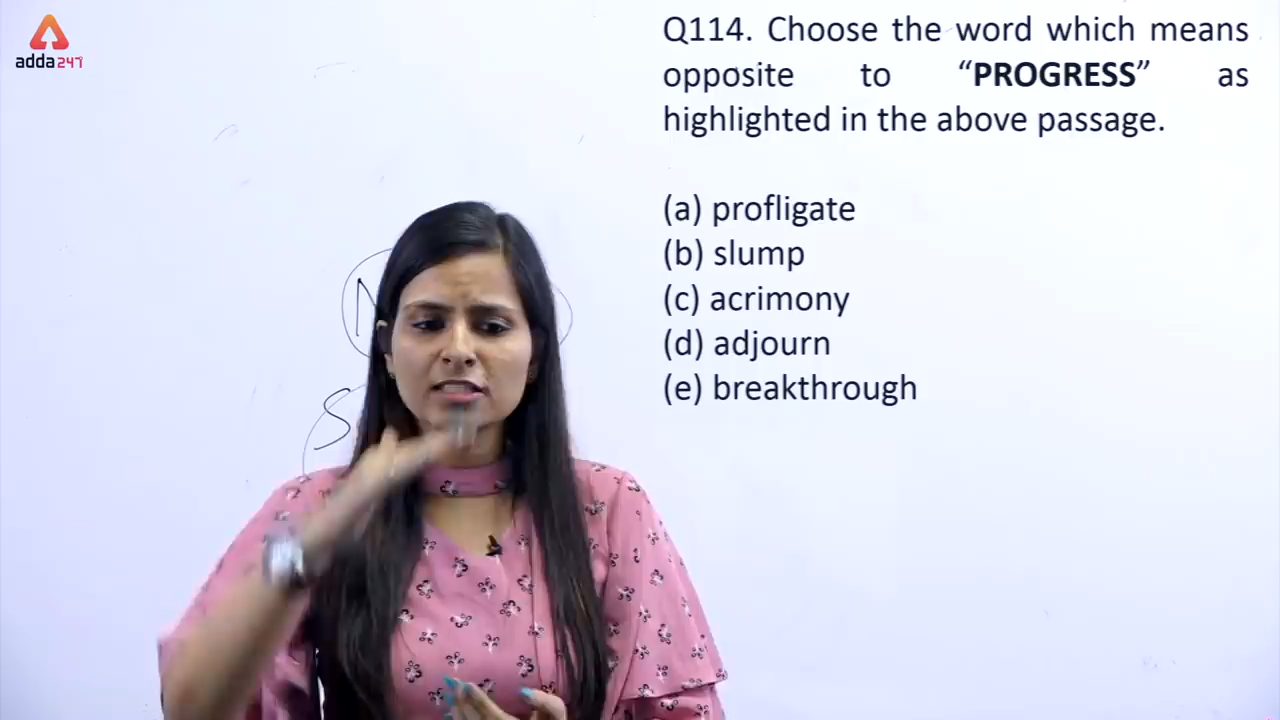 adda247
Q114. Choose the word which means
opposite to “PROGRESS” as
highlighted in the above passage.
(a) profligate
(b) slump
(c) acrimony
(d) adjourn
(e) breakthrough